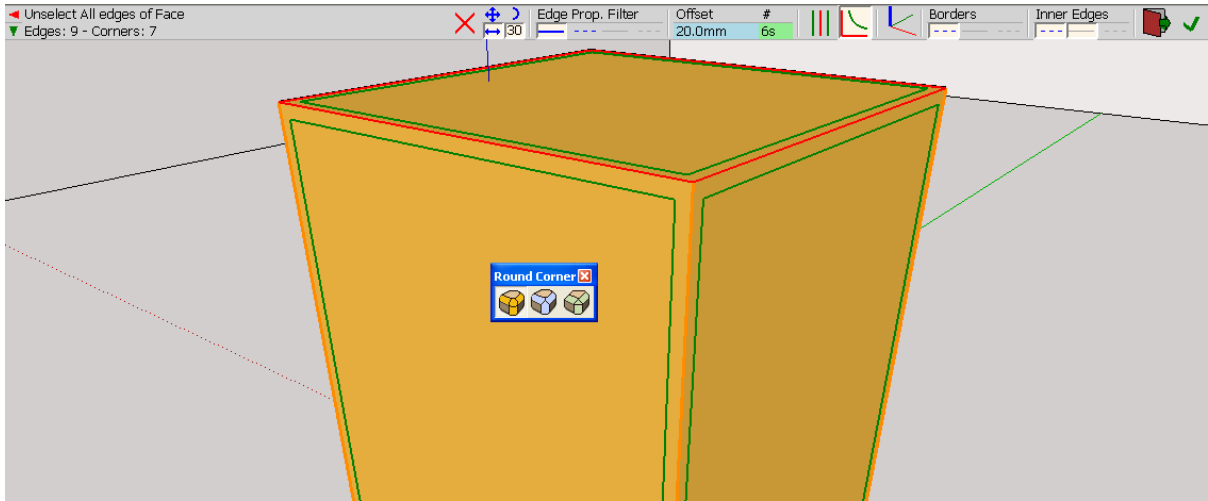 Unselect All edges of Face
Edges: 9 - Corners: 7
30
Edge Prop. Filter
Offset #
20.0mm 6s
Borders
Inner Edges
Round Corner